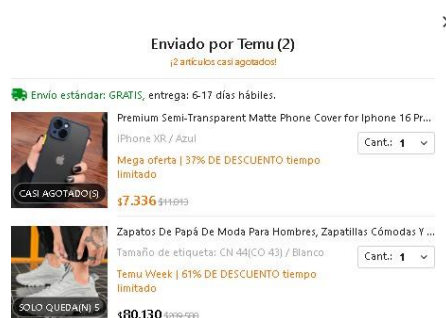 Enviado por Temu (2)
¡2 artículos casi agotados!
Envío estándar: GRATIS, entrega: 6-17 días hábiles.
Premium Semi-Transparent Matte Phone Cover for Iphone 16 Pr...
iPhone XR / Azul
Cant.: 1
Mega oferta | 37% DE DESCUENTO tiempo
limitado
CASI AGOTADO(S)
$7.336 $11.813
Zapatos De Papá De Moda Para Hombres, Zapatillas Cómodas Y ...
Tamaño de etiqueta: CN 44(CO 43) / Blanco
Cant.: 1
Temu Week | 61% DE DESCUENTO tiempo
limitado
SOLO QUEDA(N) 5
$80.130